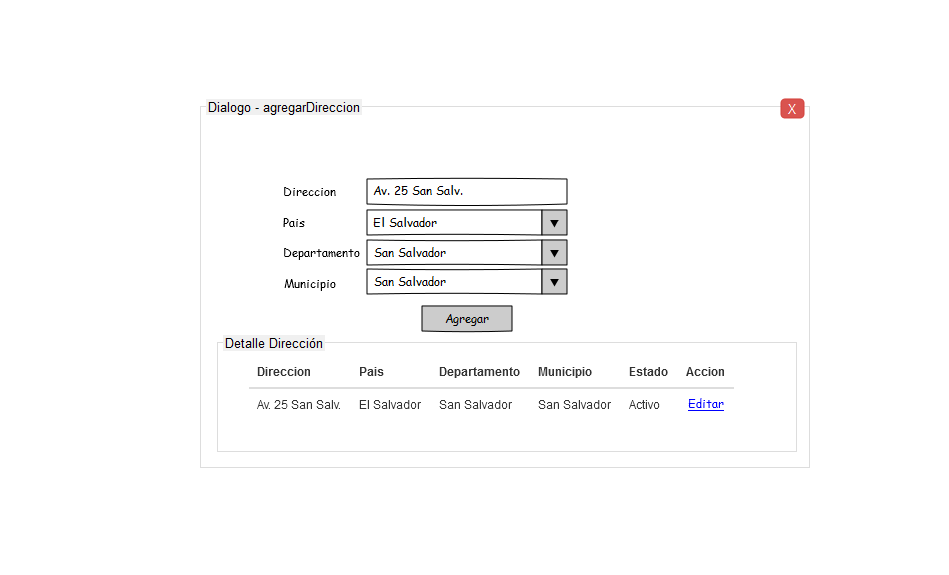 Dialogo - agregarDireccion X
Direccion Av. 25 San Salv.
Pais El Salvador
Departamento San Salvador
Municipio San Salvador
Agregar
Detalle Dirección
Direccion Pais Departamento Municipio Estado Accion
Av. 25 San Salv. El Salvador San Salvador San Salvador Activo Editar